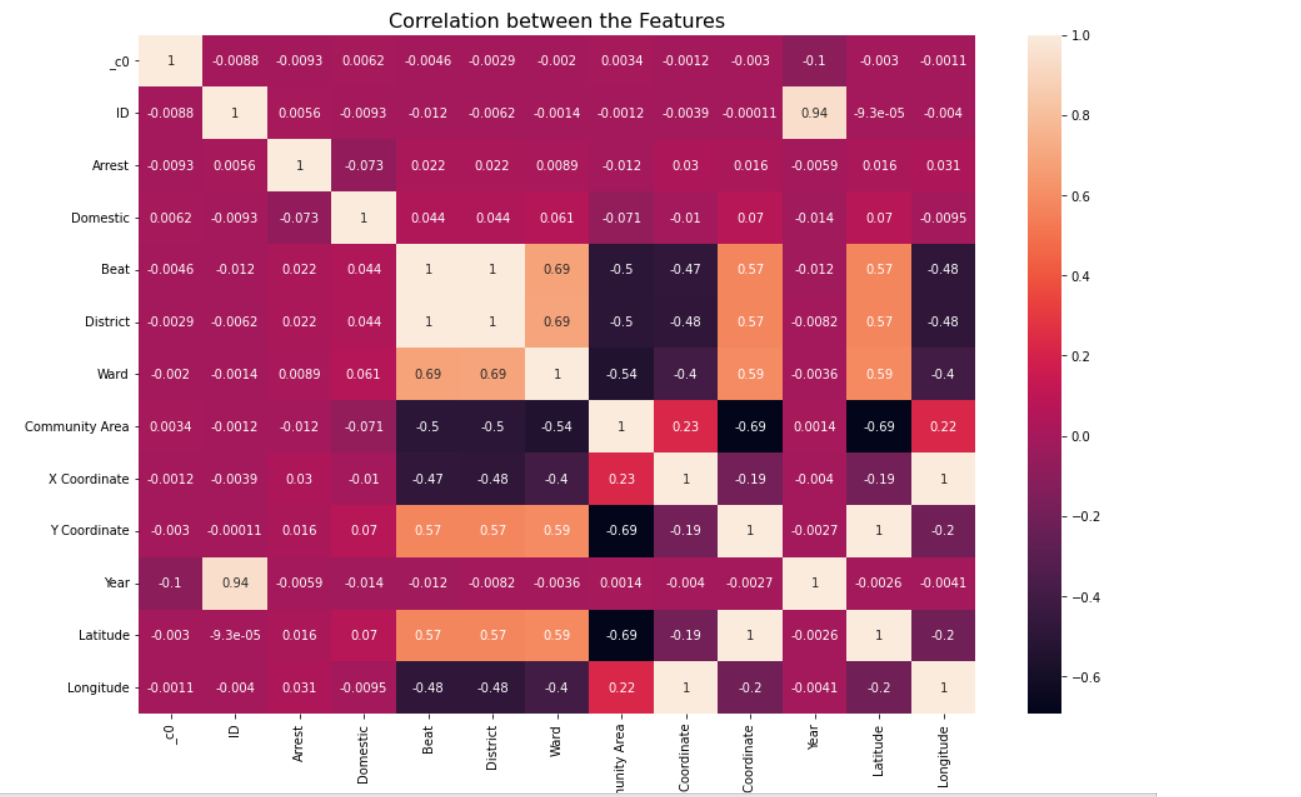 Correlation between the Features
_c0 1 -0.0088 -0.0093 0.0062 -0.0046 -0.0029 -0.002 0.0034 -0.0012 -0.003 -0.1 -0.003 -0.0011
ID -0.0088 1 0.0056 -0.0093 -0.012 -0.0062 -0.0014 -0.0012 -0.0039 -0.00011 0.94 -9.3e-05 -0.004
Arrest -0.0093 0.0056 1 -0.073 0.022 0.022 0.0089 -0.012 0.03 0.016 -0.0059 0.016 0.031
Domestic 0.0062 -0.0093 -0.073 1 0.044 0.044 0.061 -0.071 -0.01 0.07 -0.014 0.07 -0.0095
Beat -0.0046 -0.012 0.022 0.044 1 1 0.69 -0.5 -0.47 0.57 -0.012 0.57 -0.48
District -0.0029 -0.0062 0.022 0.044 1 1 0.69 -0.5 -0.48 0.57 -0.0082 0.57 -0.48
Ward -0.002 -0.0014 0.0089 0.061 0.69 0.69 1 -0.54 -0.4 0.59 -0.0036 0.59 -0.4
Community Area 0.0034 -0.0012 -0.012 -0.071 -0.5 -0.5 -0.54 1 0.23 -0.69 0.0014 -0.69 0.22
X Coordinate -0.0012 -0.0039 0.03 -0.01 -0.47 -0.48 -0.4 0.23 1 -0.19 -0.004 -0.19 1
Y Coordinate -0.003 -0.00011 0.016 0.07 0.57 0.57 0.59 -0.69 -0.19 1 -0.0027 1 -0.2
Year -0.1 0.94 -0.0059 -0.014 -0.012 -0.0082 -0.0036 0.0014 -0.004 -0.0027 1 -0.0026 -0.0041
Latitude -0.003 -9.3e-05 0.016 0.07 0.57 0.57 0.59 -0.69 -0.19 1 -0.0026 1 -0.2
Longitude -0.0011 -0.004 0.031 -0.0095 -0.48 -0.48 -0.4 0.22 1 -0.2 -0.0041 -0.2 1
_c0
ID
Arrest
Domestic
Beat
District
Ward
unity Area
Coordinate
Coordinate
Year
Latitude
Longitude
1.0
0.8
0.6
0.4
0.2
0.0
−0.2
−0.4
−0.6